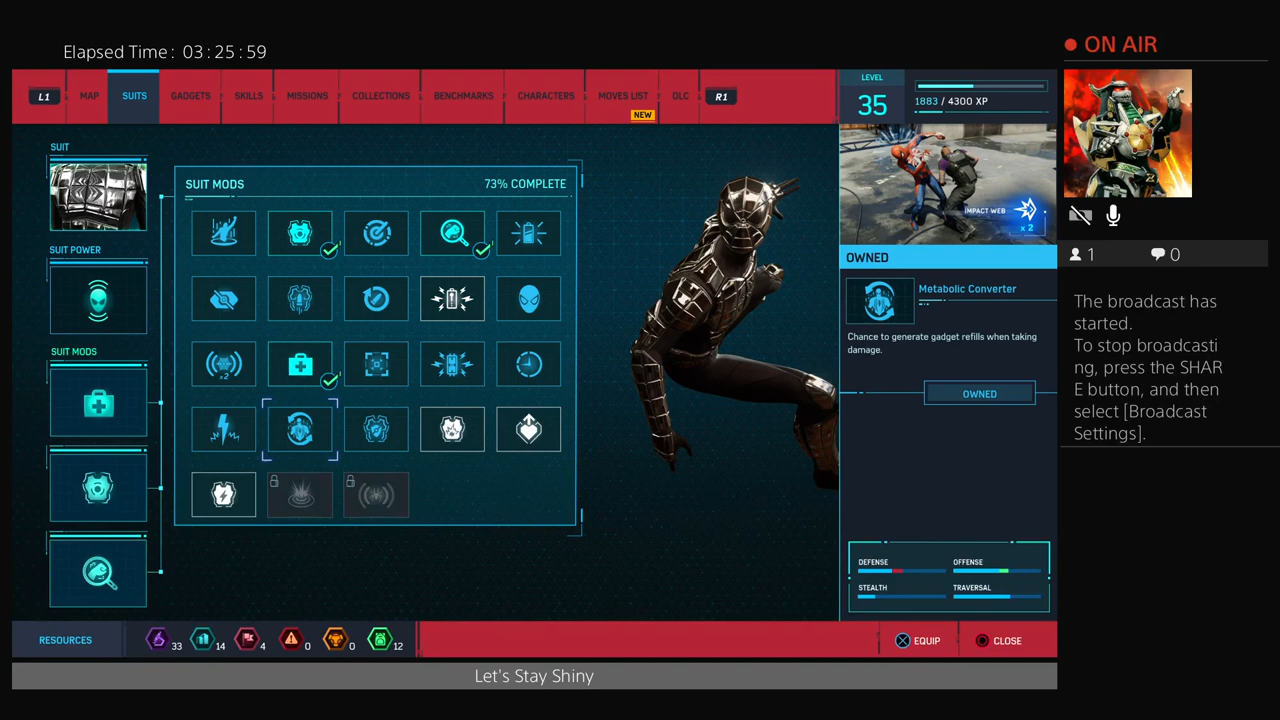 Elapsed Time: 03:25:59
ON AIR
L1 MAP SUITS GADGETS SKILLS MISSIONS COLLECTIONS BENCHMARKS CHARACTERS MOVES LIST DLC R1
NEW
LEVEL
35
1883 / 4300 XP
SUIT
SUIT POWER
SUIT MODS
SUIT MODS
73% COMPLETE
x2
IMPACT WEB
x 2
OWNED
Metabolic Converter
Chance to generate gadget refills when taking
damage.
OWNED
DEFENSE OFFENSE
STEALTH TRAVERSAL
1 0
The broadcast has
started.
To stop broadcasti
ng, press the SHAR
E button, and then
select [Broadcast
Settings].
RESOURCES 33 14 4 0 0 12
EQUIP CLOSE
Let's Stay Shiny